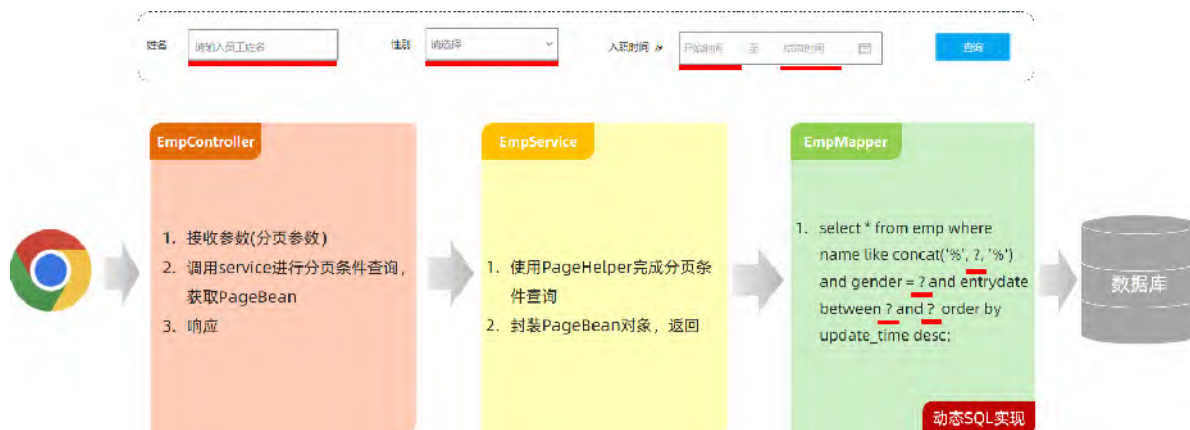 姓名 请输入员工姓名 性别 请选择 入职时间 开始时间 至 结束时间 查询
EmpController
1. 接收参数(分页参数)
2. 调用service进行分页条件查询,
获取PageBean
3. 响应
EmpService
1. 使用PageHelper完成分页条
件查询
2. 封装PageBean对象，返回
EmpMapper
1. select * from emp where
name like concat('%', ?, '%')
and gender = ? and entrydate
between ? and ? order by
update_time desc;
动态SQL实现
数据库